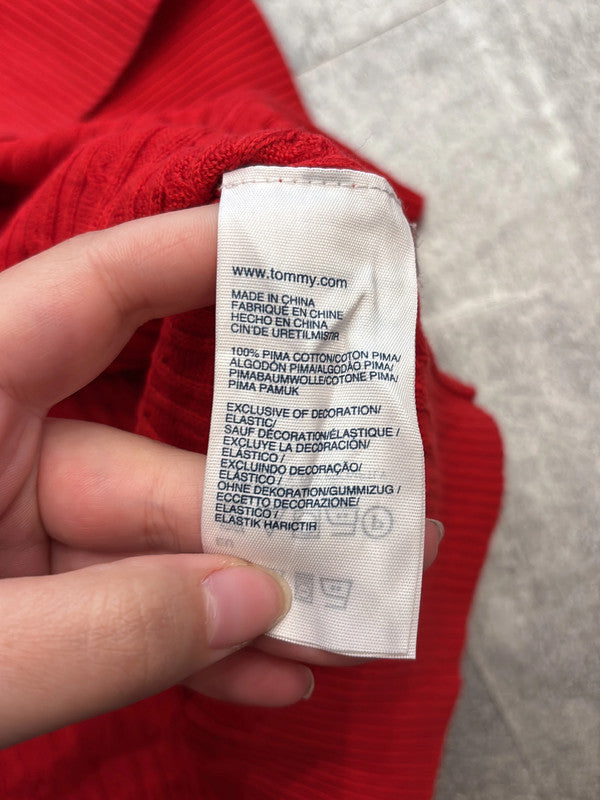 www.tommy.com
MADE IN CHINA
FABRIQUÉ EN CHINE
HECHO EN CHINA
CIN'DE URETILMISTIR
100% PIMA COTTON/COTON PIMA/
ALGODÓN PIMA/ALGODÃO PIMA/
PIMABAUMWOLLE/COTONE PIMA/
PIMA PAMUK
EXCLUSIVE OF DECORATION/
ELASTIC/
SAUF DÉCORATION/ÉLASTIQUE /
EXCLUYE LA DECORACIÓN/
ELÁSTICO /
EXCLUINDO DECORAÇÃO/
ELÁSTICO /
OHNE DEKORATION/GUMMIZUG /
ECCETTO DECORAZIONE/
ELASTICO /
ELASTIK HARICTIR